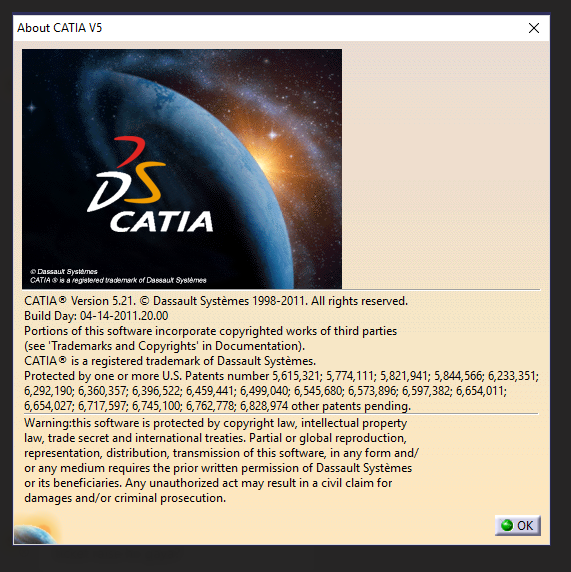 About CATIA V5
DS
CATIA
© Dassault Systèmes
CATIA ® is a registered trademark of Dassault Systèmes
CATIA® Version 5.21. © Dassault Systèmes 1998-2011. All rights reserved.
Build Day: 04-14-2011.20.00
Portions of this software incorporate copyrighted works of third parties
(see 'Trademarks and Copyrights' in Documentation).
CATIA® is a registered trademark of Dassault Systèmes.
Protected by one or more U.S. Patents number 5,615,321; 5,774,111; 5,821,941; 5,844,566; 6,233,351;
6,292,190; 6,360,357; 6,396,522; 6,459,441; 6,499,040; 6,545,680; 6,573,896; 6,597,382; 6,654,011;
6,654,027; 6,717,597; 6,745,100; 6,762,778; 6,828,974 other patents pending.
Warning:this software is protected by copyright law, intellectual property
law, trade secret and international treaties. Partial or global reproduction,
representation, distribution, transmission of this software, in any form and/
or any medium requires the prior written permission of Dassault Systèmes
or its beneficiaries. Any unauthorized act may result in a civil claim for
damages and/or criminal prosecution.
OK